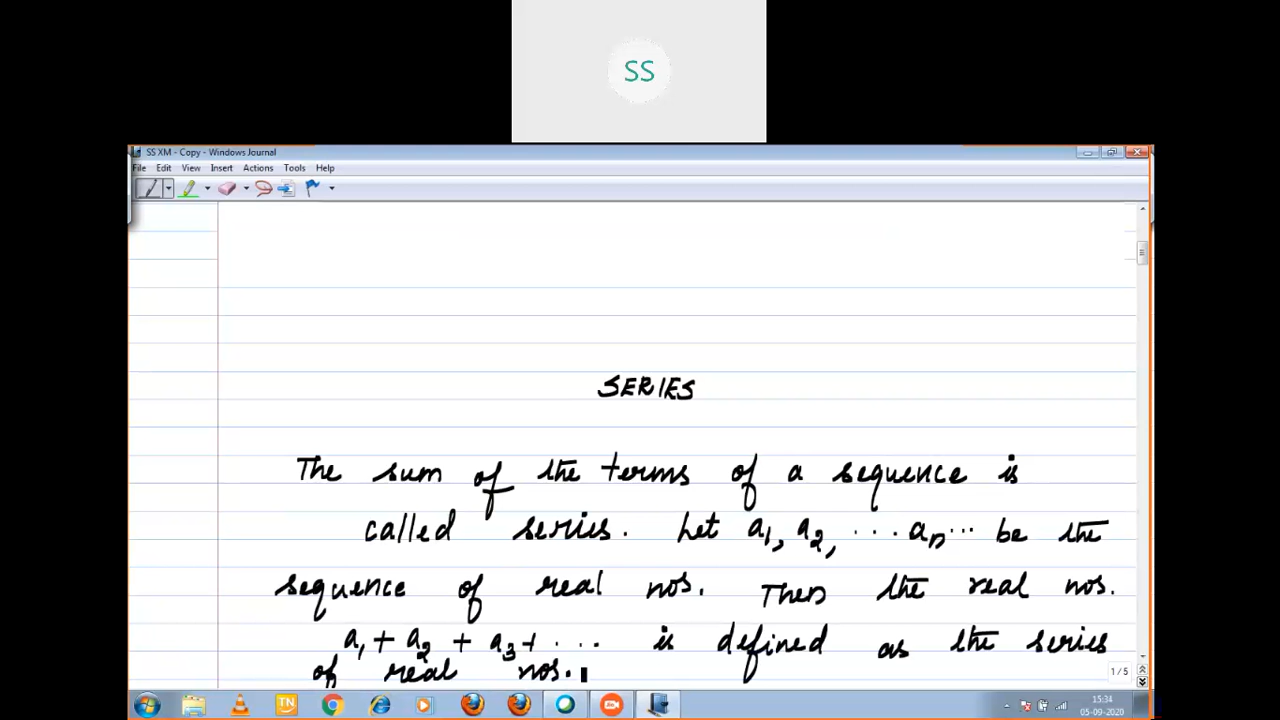 SS
SS XM - Copy - Windows Journal
File Edit View Insert Actions Tools Help
SERIES
The sum of the terms of a sequence is
called series. Let a₁, a₂, ... aₙ ... be the
sequence of real nos. Then the real nos.
a₁ + a₂ + a₃ + ... is defined as the series
of real nos.
1/5
TN
15:34
05-09-2020